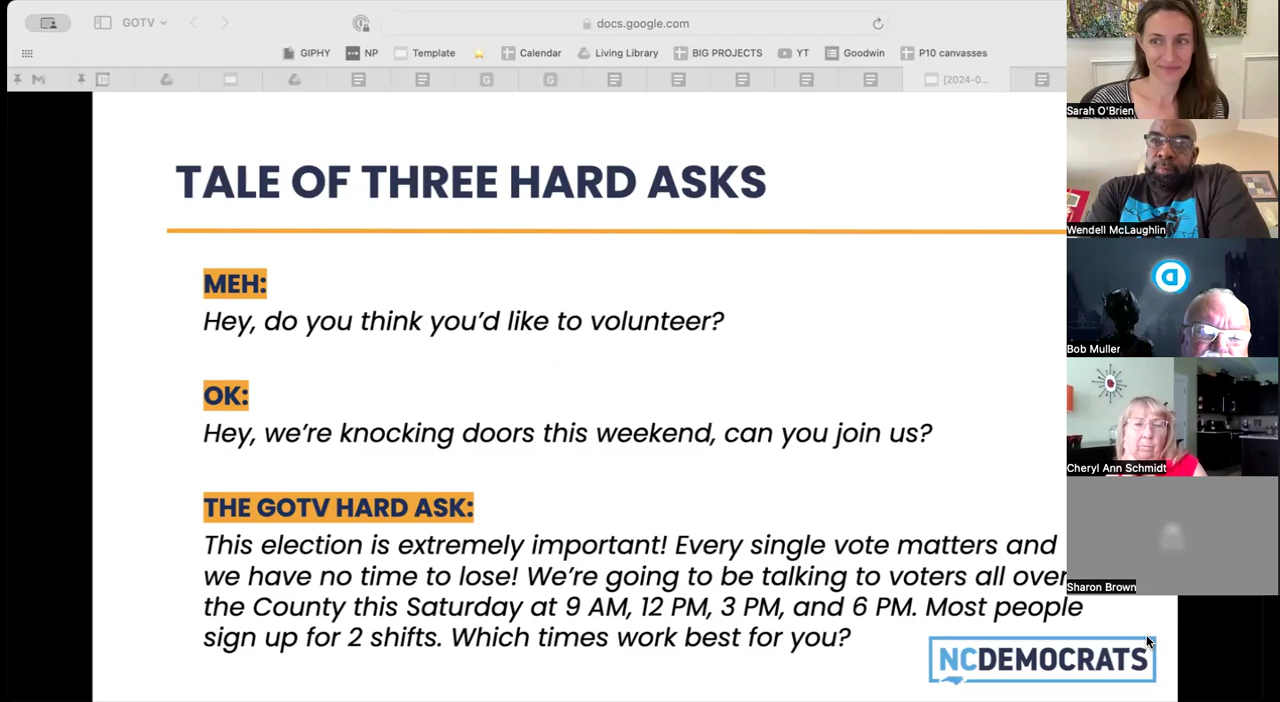 GOTV
docs.google.com
GIPHY
NP
Template
Calendar
Living Library
BIG PROJECTS
YT
Goodwin
P10 canvasses
[2024-0...
TALE OF THREE HARD ASKS
MEH:
Hey, do you think you'd like to volunteer?
OK:
Hey, we're knocking doors this weekend, can you join us?
THE GOTV HARD ASK:
This election is extremely important! Every single vote matters and
we have no time to lose! We're going to be talking to voters all over
the County this Saturday at 9 AM, 12 PM, 3 PM, and 6 PM. Most people
sign up for 2 shifts. Which times work best for you?
NCDEMOCRATS
Sarah O'Brien
Wendell McLaughlin
Bob Muller
Cheryl Ann Schmidt
Sharon Brown